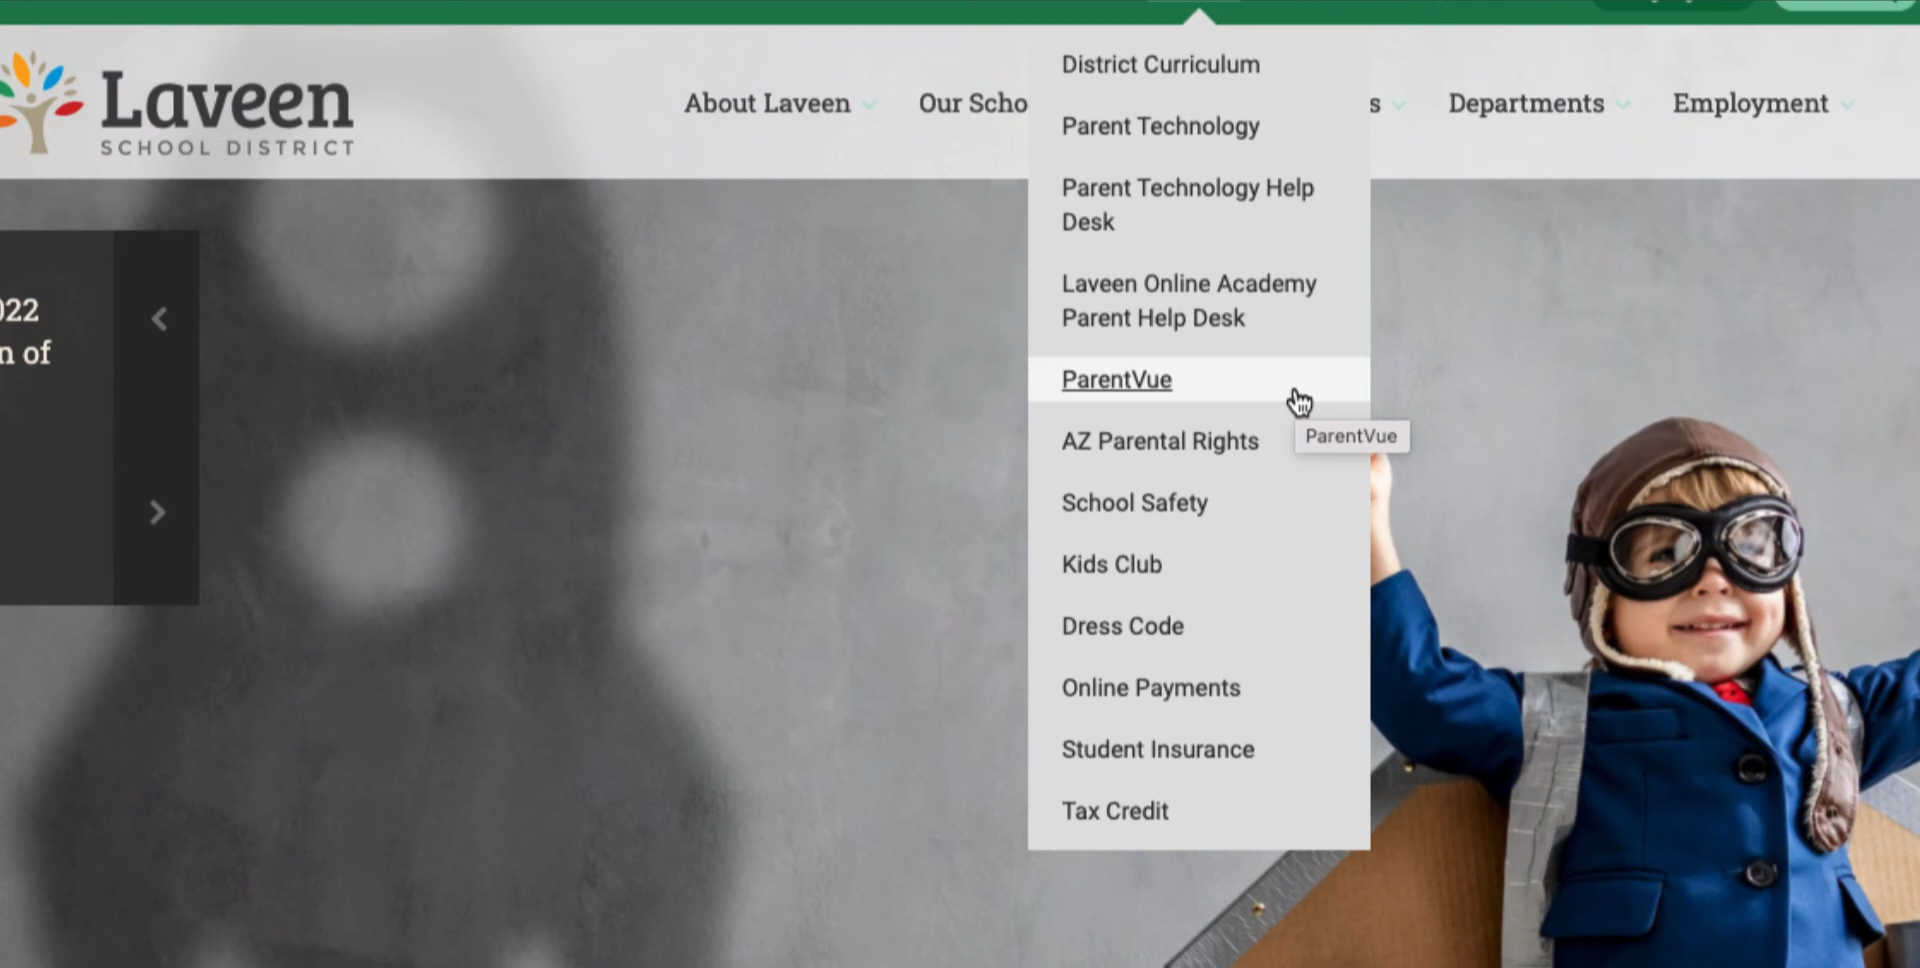 Laveen
SCHOOL DISTRICT
About Laveen
Our Scho
s
Departments
Employment
District Curriculum
Parent Technology
Parent Technology Help
Desk
Laveen Online Academy
Parent Help Desk
ParentVue
ParentVue
AZ Parental Rights
School Safety
Kids Club
Dress Code
Online Payments
Student Insurance
Tax Credit
022
n of